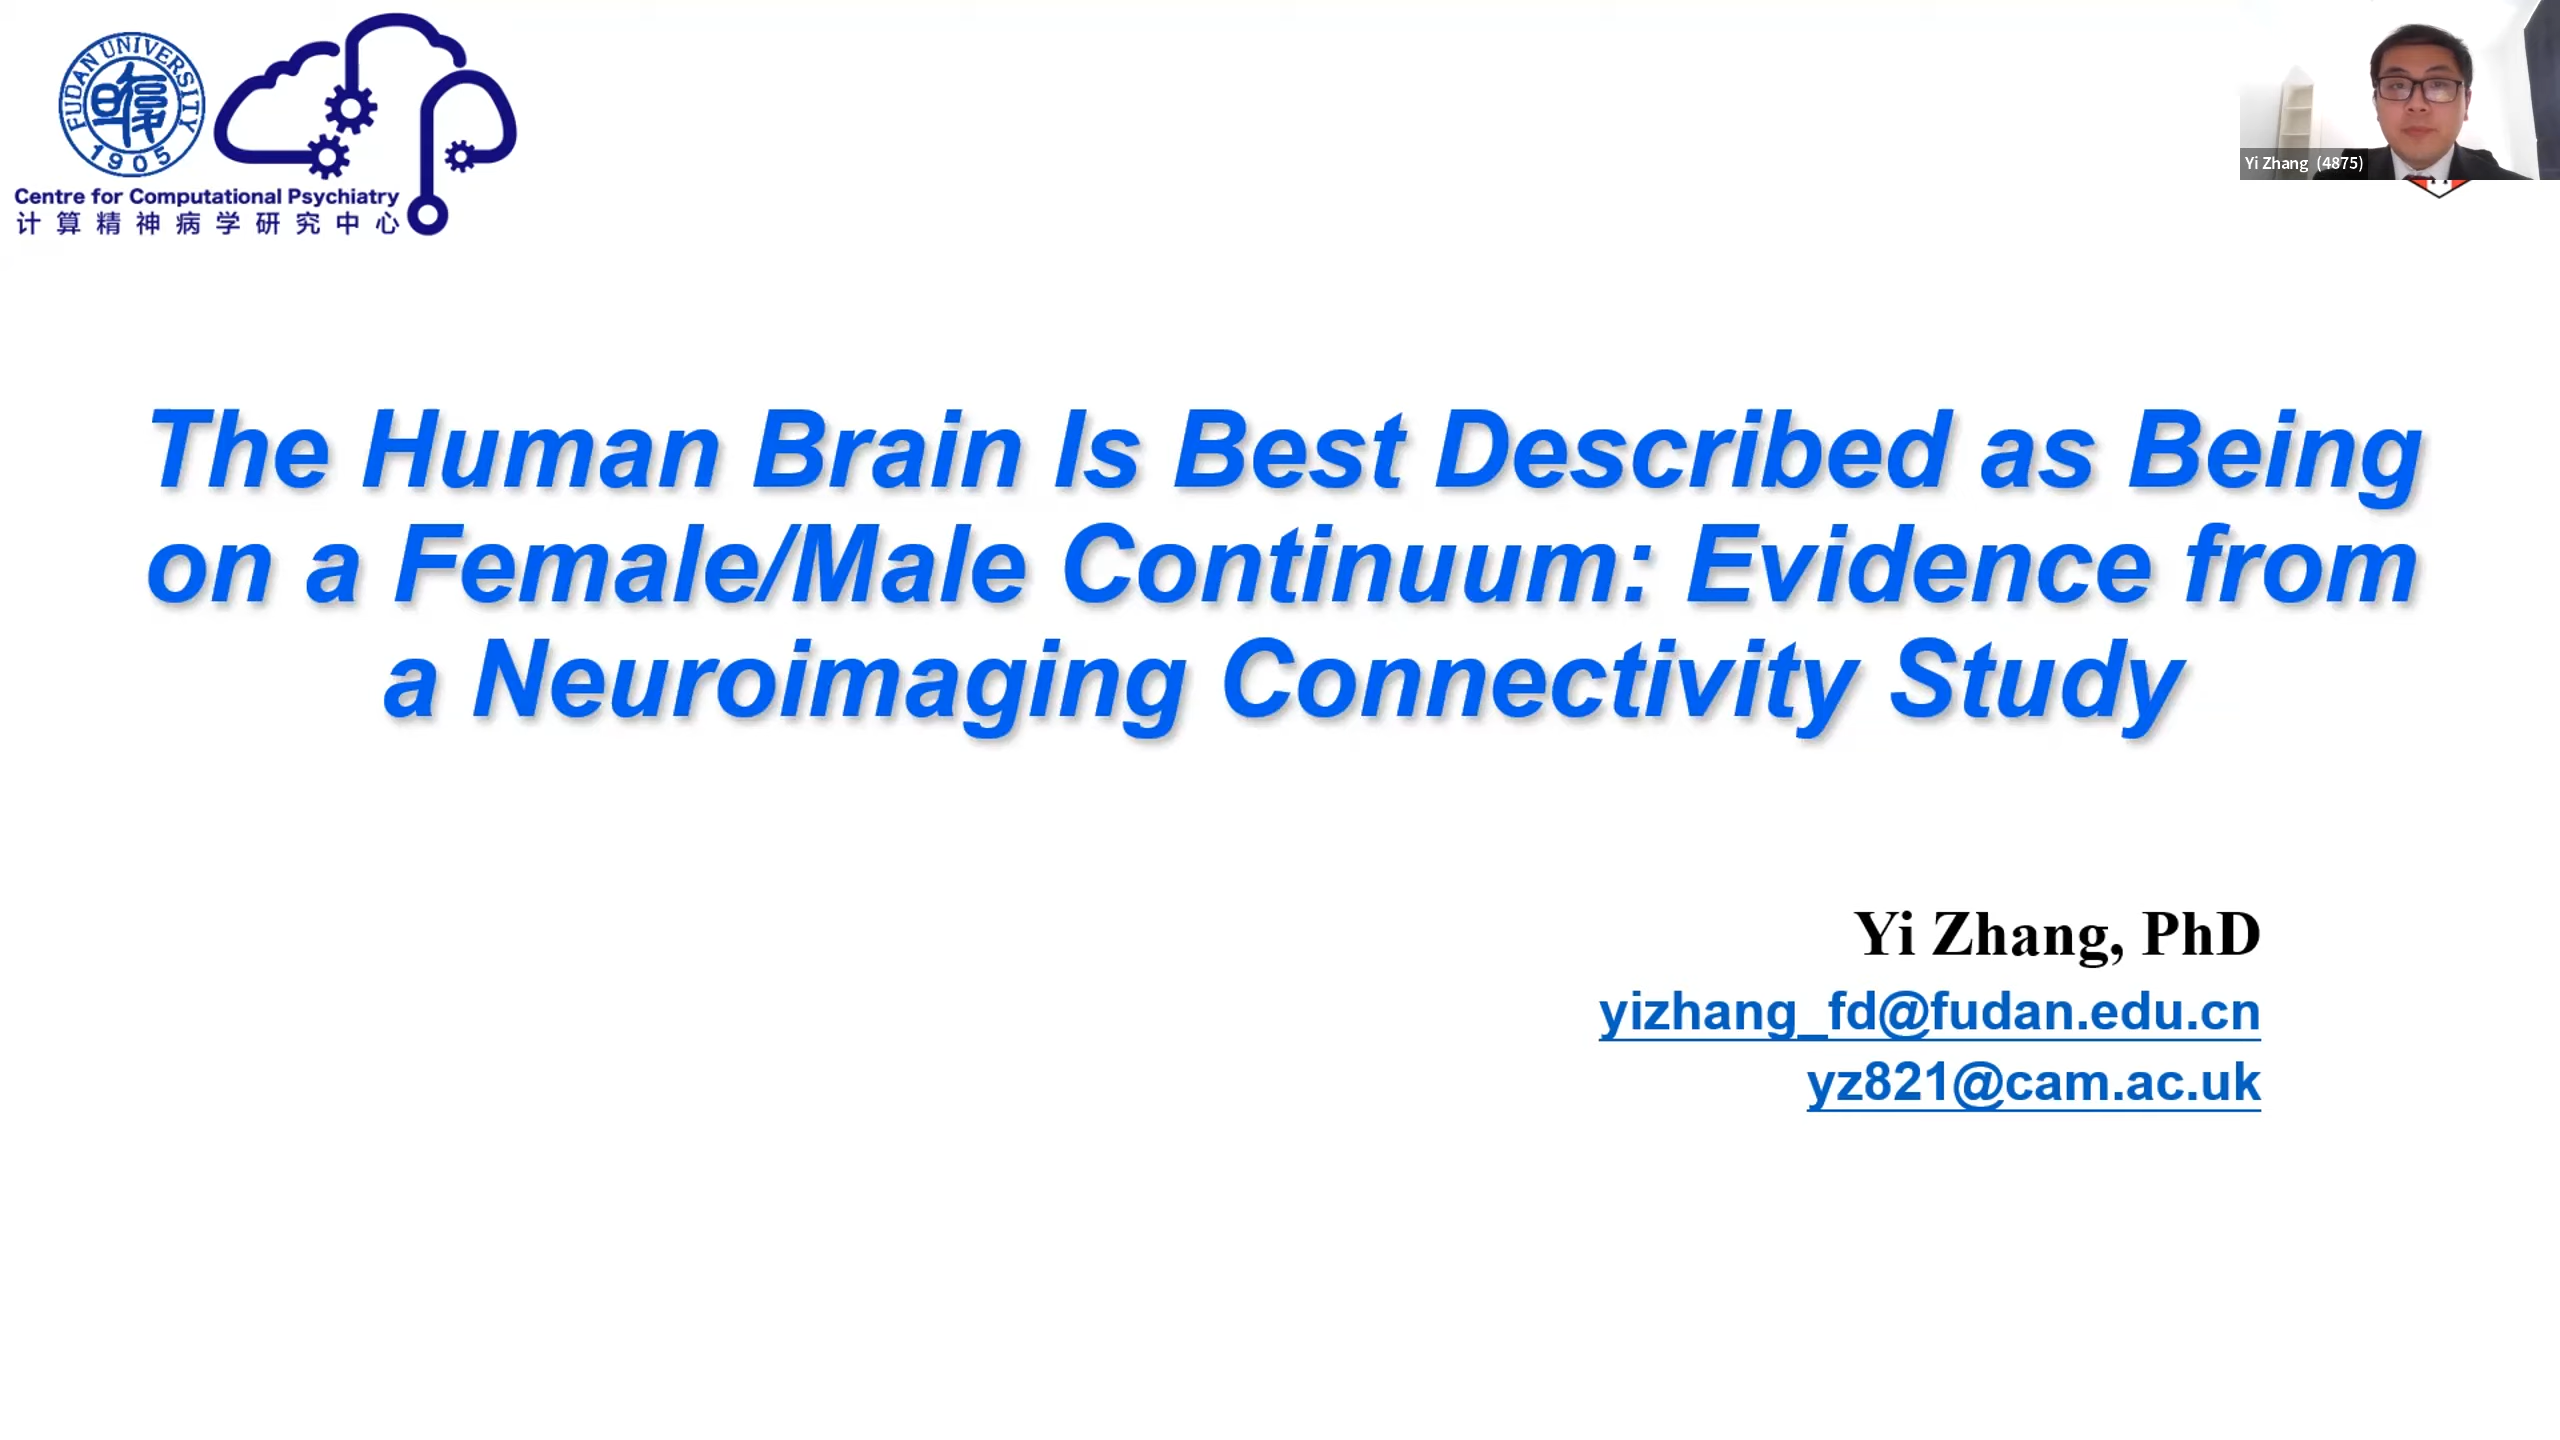 FUDAN UNIVERSITY
1905
Centre for Computational Psychiatry
计算精神病学研究中心
Yi Zhang (4875)
The Human Brain Is Best Described as Being
on a Female/Male Continuum: Evidence from
a Neuroimaging Connectivity Study
Yi Zhang, PhD
yizhang_fd@fudan.edu.cn
yz821@cam.ac.uk